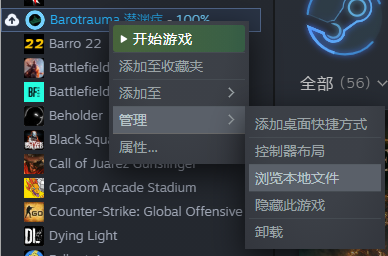 Barotrauma 潜渊症 - 100%
Barro 22
Battlefield
Battlefield
Beholder
Black Squa
Call of Juarez Gunslinger
Capcom Arcade Stadium
Counter-Strike: Global Offensive
Dying Light
开始游戏
添加至收藏夹
添加至
管理
属性...
全部 (56)
添加桌面快捷方式
控制器布局
浏览本地文件
隐藏此游戏
卸载